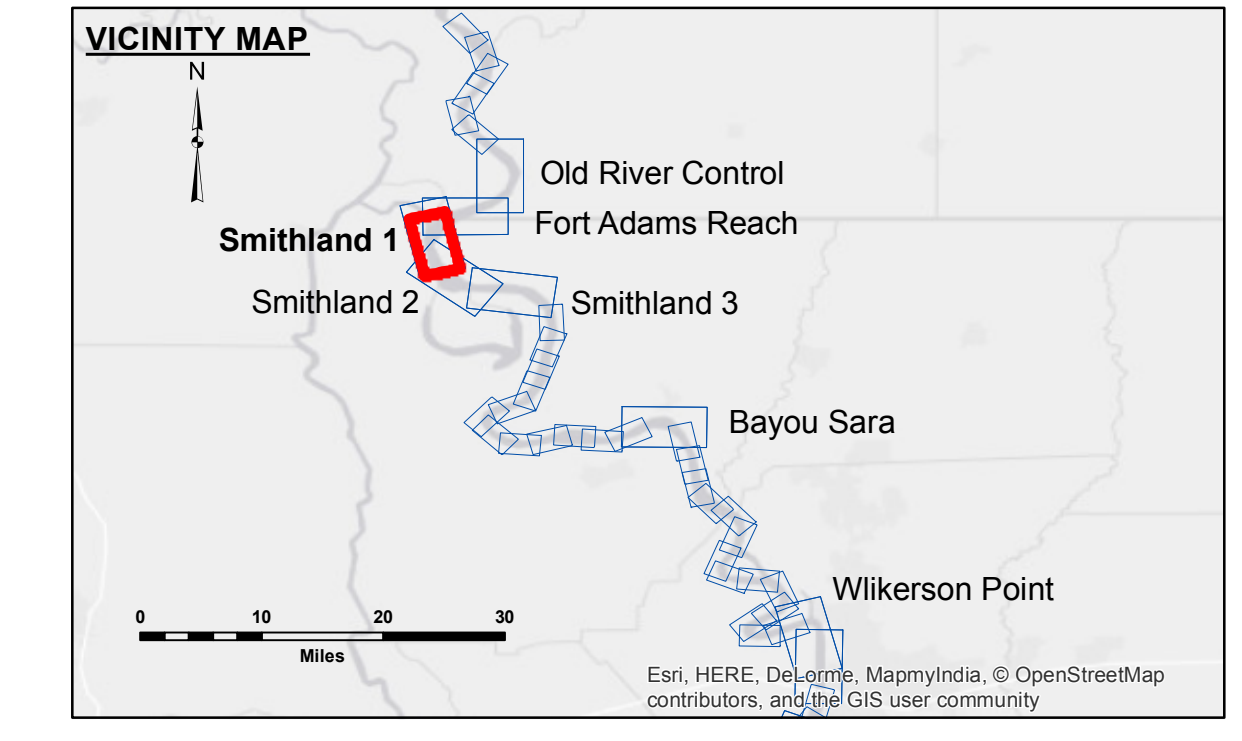 VICINITY MAP
N
Old River Control
Fort Adams Reach
Smithland 1
Smithland 2
Smithland 3
Bayou Sara
Wlikerson Point
0 10 20 30
Miles
Esri, HERE, DeLorme, MapmyIndia, © OpenStreetMap
contributors, and the GIS user community